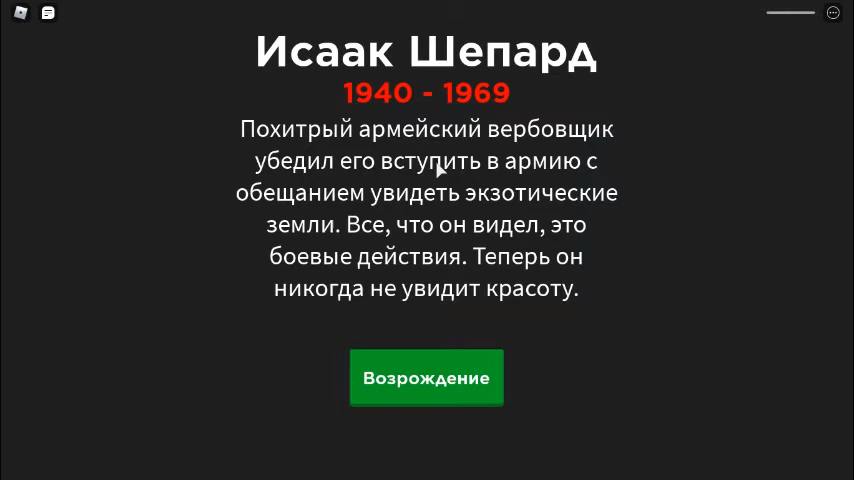 Исаак Шепард
1940 - 1969
Похитрый армейский вербовщик
убедил его вступить в армию с
обещанием увидеть экзотические
земли. Все, что он видел, это
боевые действия. Теперь он
никогда не увидит красоту.
Возрождение